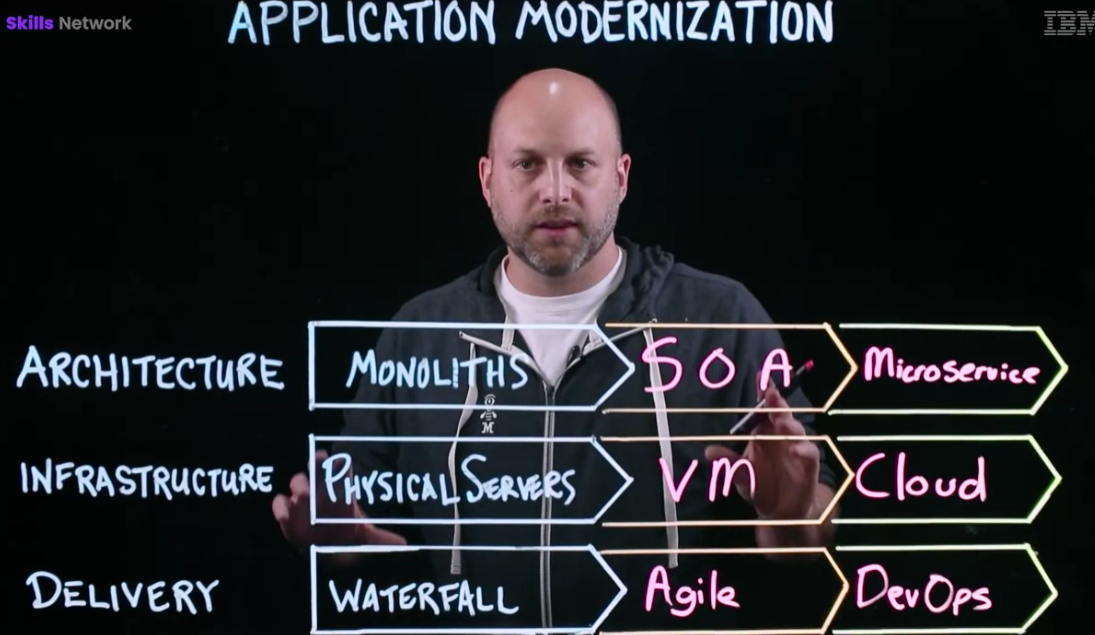 Skills Network
APPLICATION MODERNIZATION
IBM
ARCHITECTURE MONOLITHS SOA Microservice
INFRASTRUCTURE PHYSICAL SERVERS VM Cloud
DELIVERY WATERFALL Agile DevOps
M